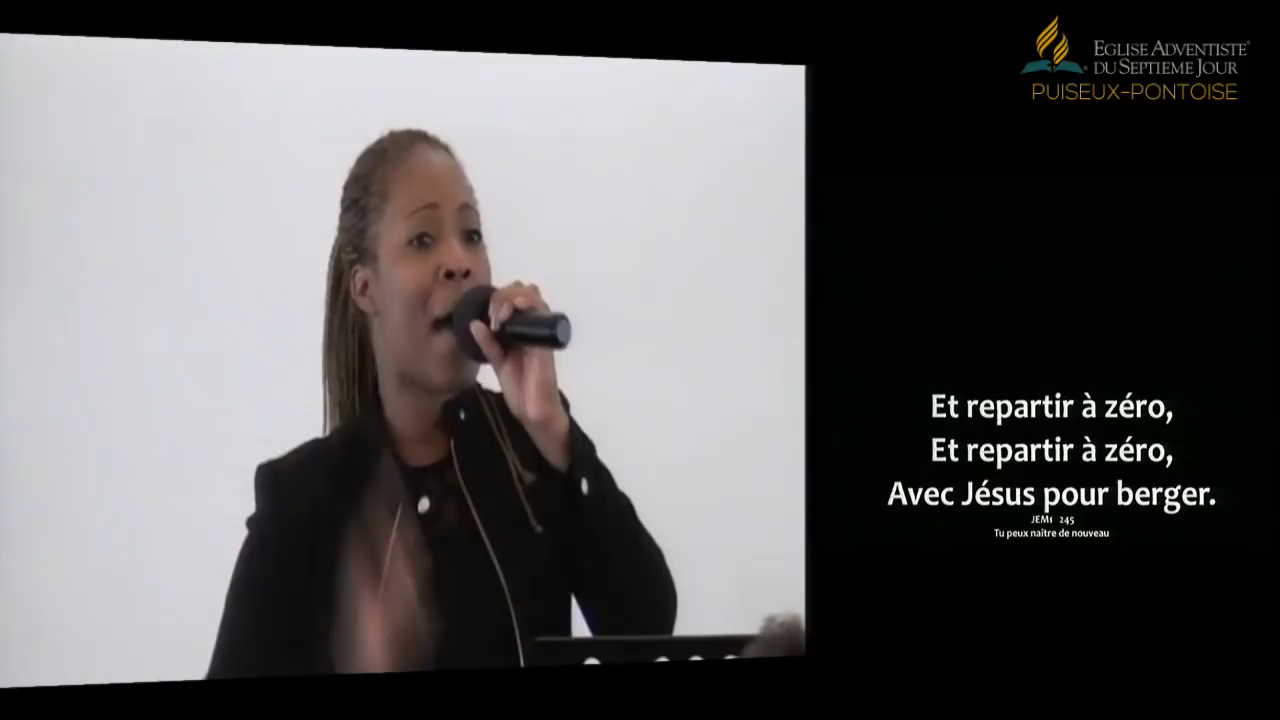 EGLISE ADVENTISTE®
DU SEPTIEME JOUR
PUISEUX-PONTOISE
Et repartir à zéro,
Et repartir à zéro,
Avec Jésus pour berger.
JEM1 245
Tu peux naître de nouveau